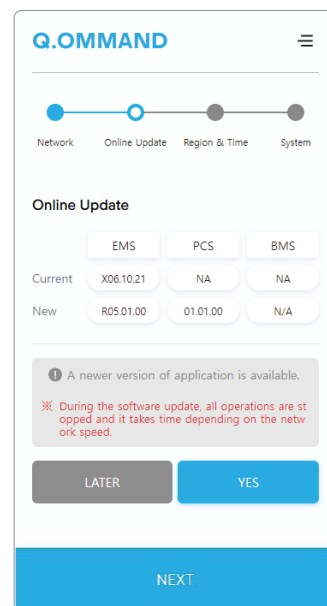 Q.OMMAND
Network Online Update Region & Time System
Online Update
EMS PCS BMS
Current X06.10.21 NA NA
New R05.01.00 01.01.00 N/A
! A newer version of application is available.
※ During the software update, all operations are st
opped and it takes time depending on the netw
ork speed.
LATER YES
NEXT